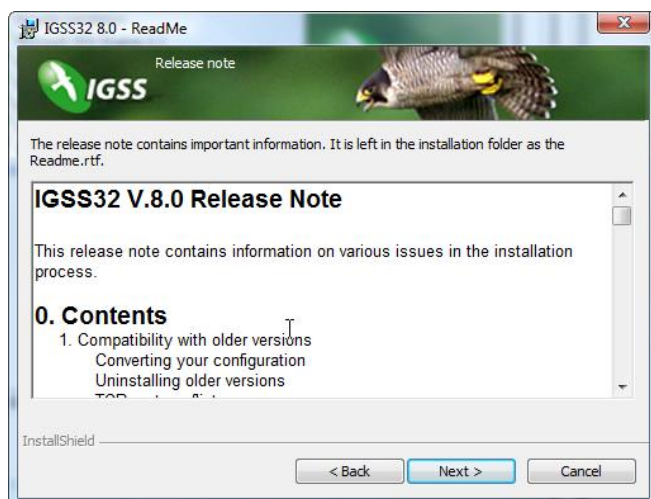 IGSS32 8.0 - ReadMe
Release note
IGSS
The release note contains important information. It is left in the installation folder as the
Readme.rtf.
IGSS32 V.8.0 Release Note
This release note contains information on various issues in the installation
process.
0. Contents
1. Compatibility with older versions
Converting your configuration
Uninstalling older versions
InstallShield
< Back
Next >
Cancel